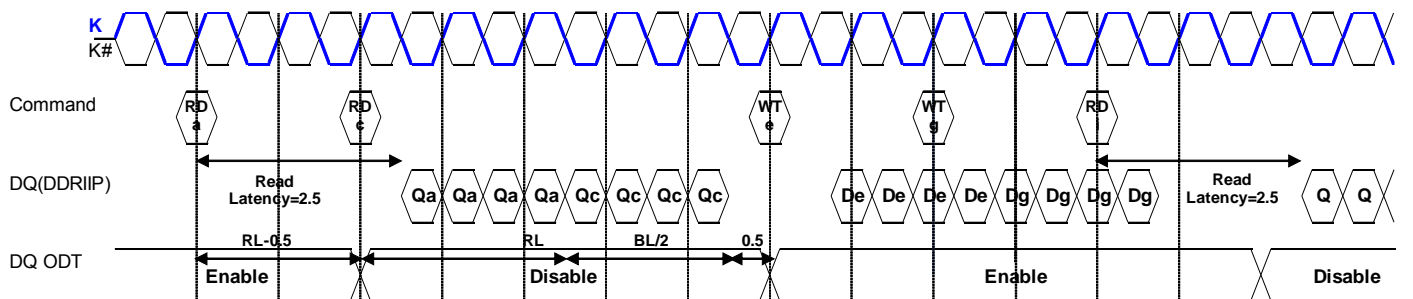 K
K#
Command
RD a
RD c
WT e
WT g
RD i
DQ(DDRIIP)
Read
Latency=2.5
Qa Qa Qa Qa Qc Qc Qc Qc
De De De De Dg Dg Dg Dg
Read
Latency=2.5
Q Q
DQ ODT
RL-0.5
RL
BL/2
0.5
Enable
Disable
Enable
Disable